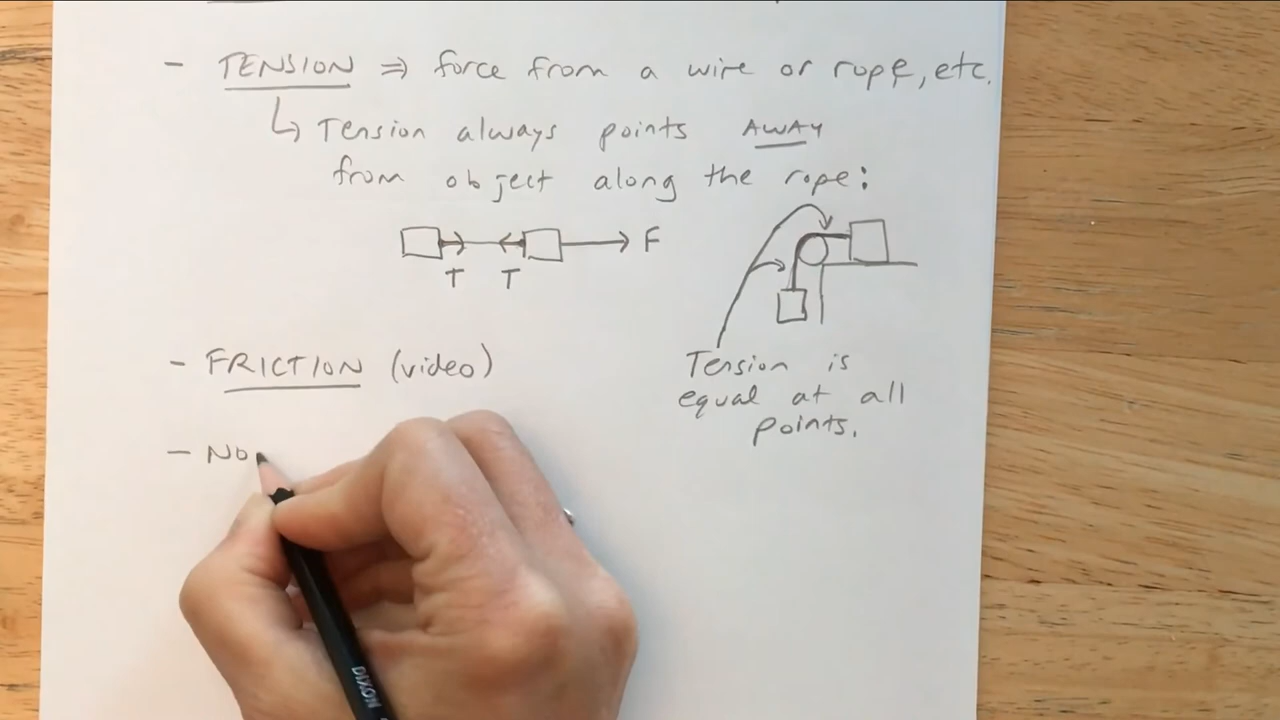 - TENSION ⇒ force from a wire or rope, etc.
↳ Tension always points AWAY
from object along the rope:
F
T T
- FRICTION (video)
Tension is
equal at all
points.
- No
DIXON